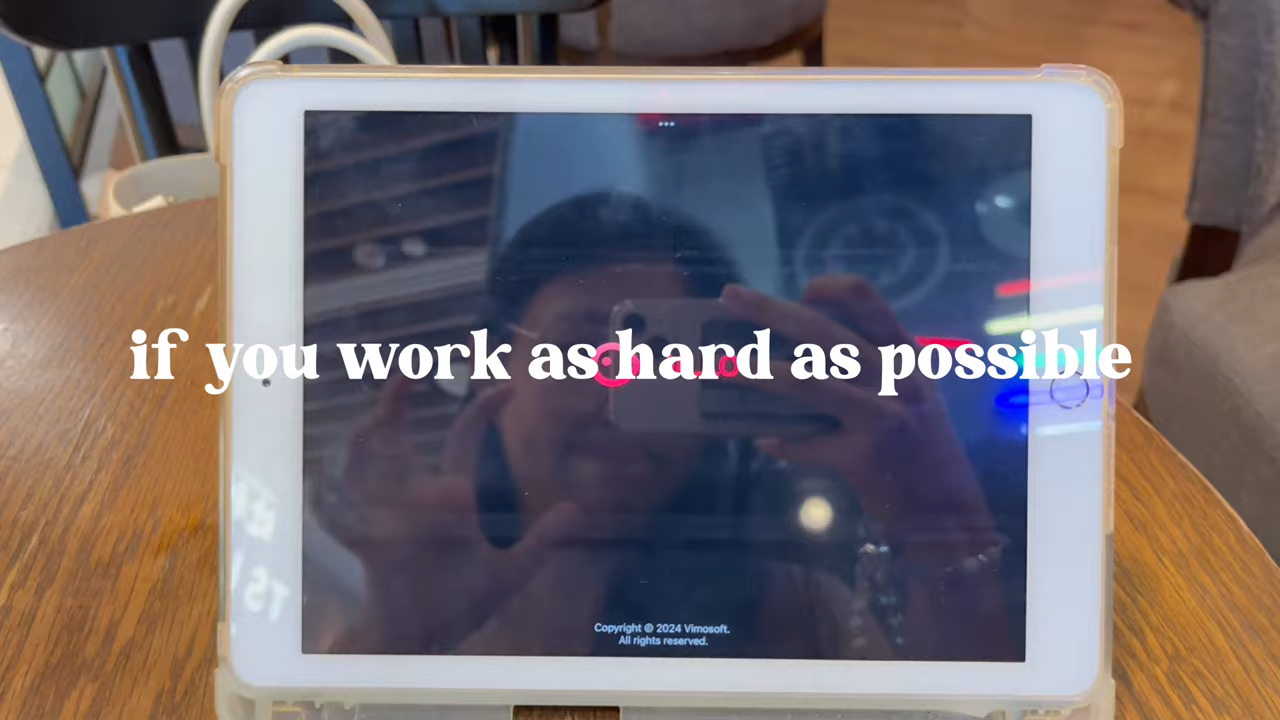 if you work as hard as possible
Copyright © 2024 Vimosoft.
All rights reserved.